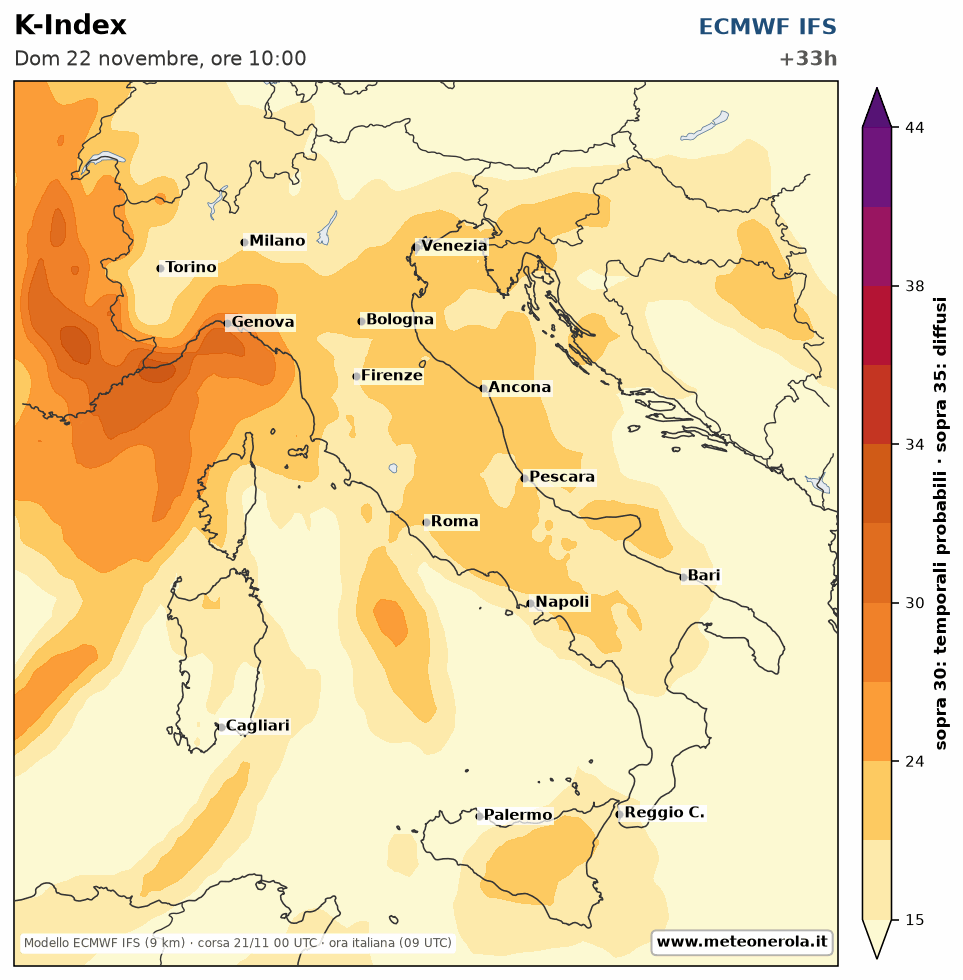 K-Index
ECMWF IFS
Dom 22 novembre, ore 10:00
+33h
Milano
Venezia
Torino
Genova
Bologna
Firenze
Ancona
Pescara
Roma
Bari
Napoli
Cagliari
Palermo
Reggio C.
44
38
34
30
24
15
sopra 30: temporali probabili · sopra 35: diffusi
Modello ECMWF IFS (9 km) · corsa 21/11 00 UTC · ora italiana (09 UTC)
www.meteonerola.it